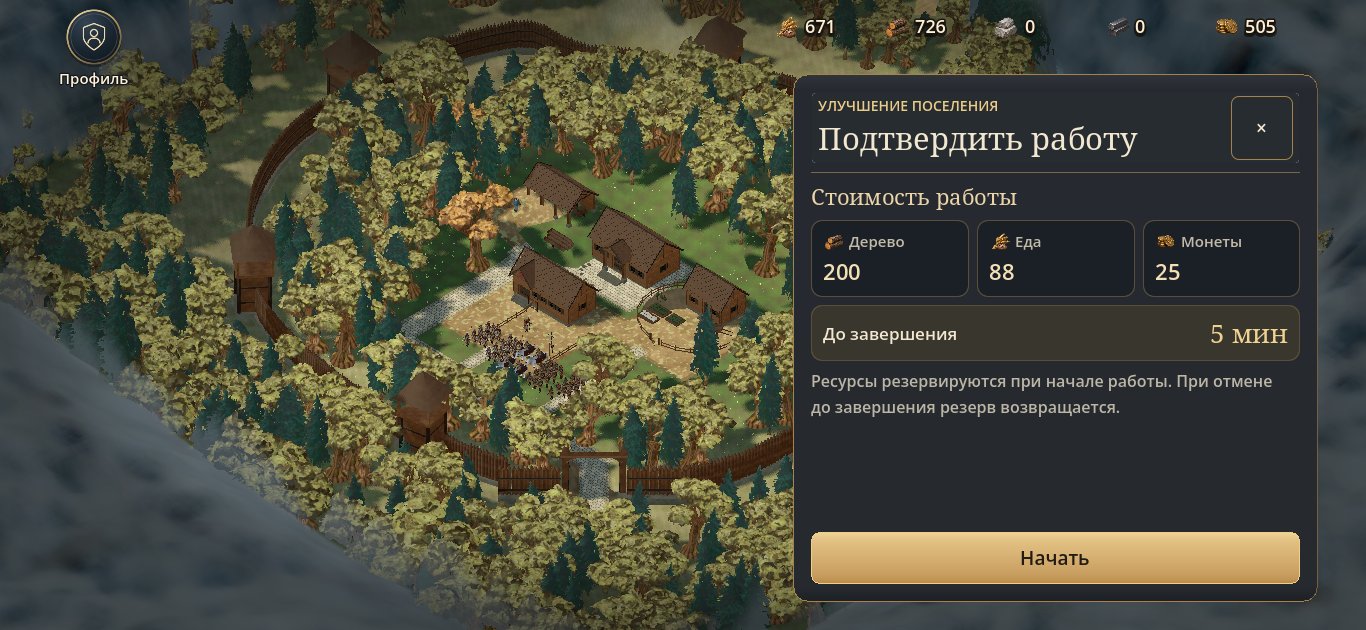 671 726 0 0 505
Профиль
УЛУЧШЕНИЕ ПОСЕЛЕНИЯ
Подтвердить работу
×
Стоимость работы
Дерево Еда Монеты
200 88 25
До завершения 5 мин
Ресурсы резервируются при начале работы. При отмене
до завершения резерв возвращается.
Начать